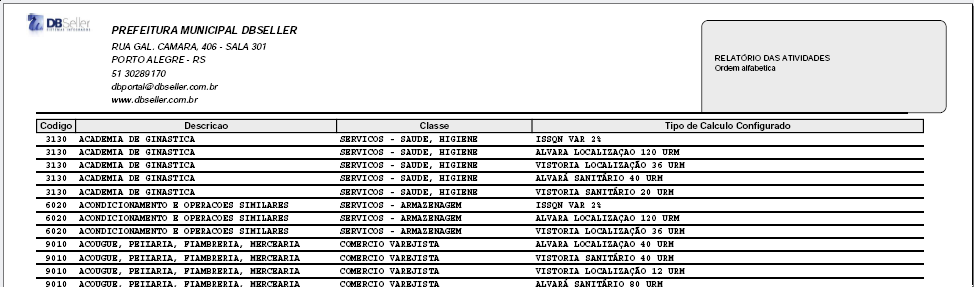 DBSeller
SISTEMAS INTEGRADOS
PREFEITURA MUNICIPAL DBSELLER
RUA GAL. CAMARA, 406 - SALA 301
PORTO ALEGRE - RS
51 30289170
dbportal@dbseller.com.br
www.dbseller.com.br
RELATÓRIO DAS ATIVIDADES
Ordem alfabetica
Codigo Descricao Classe Tipo de Calculo Configurado
3130 ACADEMIA DE GINASTICA SERVICOS - SAUDE, HIGIENE ISSQN VAR 2%
3130 ACADEMIA DE GINASTICA SERVICOS - SAUDE, HIGIENE ALVARA LOCALIZAÇAO 120 URM
3130 ACADEMIA DE GINASTICA SERVICOS - SAUDE, HIGIENE VISTORIA LOCALIZAÇÃO 36 URM
3130 ACADEMIA DE GINASTICA SERVICOS - SAUDE, HIGIENE ALVARÁ SANITÁRIO 40 URM
3130 ACADEMIA DE GINASTICA SERVICOS - SAUDE, HIGIENE VISTORIA SANITÁRIO 20 URM
6020 ACONDICIONAMENTO E OPERACOES SIMILARES SERVICOS - ARMAZENAGEM ISSQN VAR 2%
6020 ACONDICIONAMENTO E OPERACOES SIMILARES SERVICOS - ARMAZENAGEM ALVARA LOCALIZAÇAO 120 URM
6020 ACONDICIONAMENTO E OPERACOES SIMILARES SERVICOS - ARMAZENAGEM VISTORIA LOCALIZAÇÃO 36 URM
9010 ACOUGUE, PEIXARIA, FIAMBRERIA, MERCEARIA COMERCIO VAREJISTA ALVARA LOCALIZAÇAO 40 URM
9010 ACOUGUE, PEIXARIA, FIAMBRERIA, MERCEARIA COMERCIO VAREJISTA VISTORIA SANITÁRIO 40 URM
9010 ACOUGUE, PEIXARIA, FIAMBRERIA, MERCEARIA COMERCIO VAREJISTA VISTORIA LOCALIZAÇÃO 12 URM
9010 ACOUGUE, PEIXARIA, FIAMBRERIA, MERCEARIA COMERCIO VAREJISTA ALVARÁ SANITÁRIO 80 URM